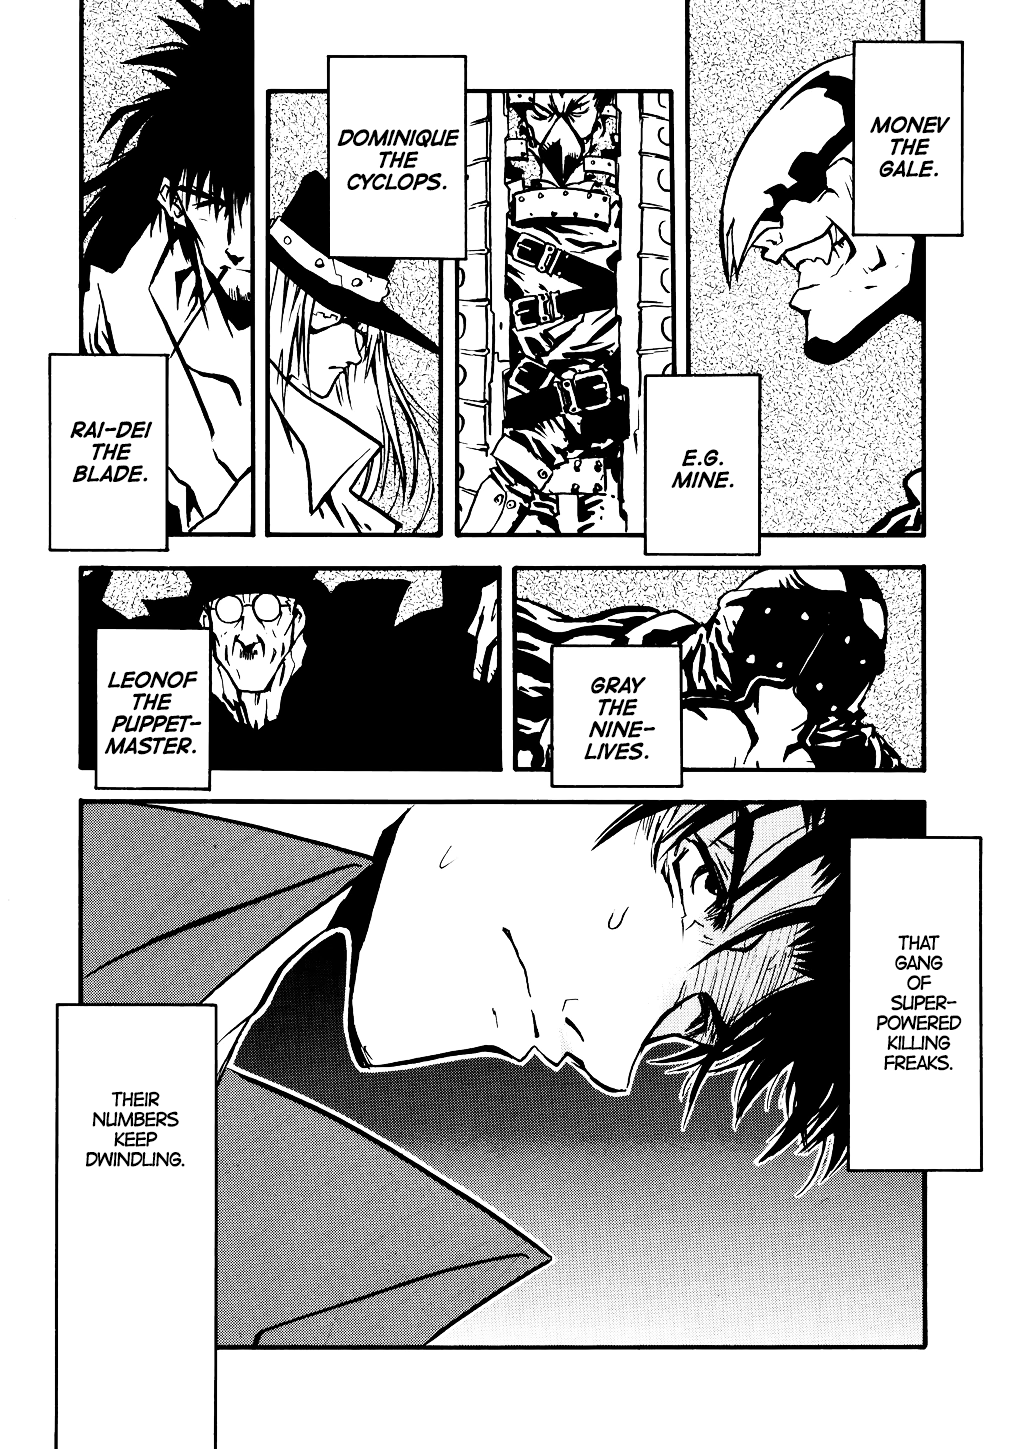 MONEV
THE
GALE.
E.G.
MINE.
DOMINIQUE
THE
CYCLOPS.
RAI-DEI
THE
BLADE.
GRAY
THE
NINE-
LIVES.
LEONOF
THE
PUPPET-
MASTER.
THAT
GANG
OF
SUPER-
POWERED
KILLING
FREAKS.
THEIR
NUMBERS
KEEP
DWINDLING.